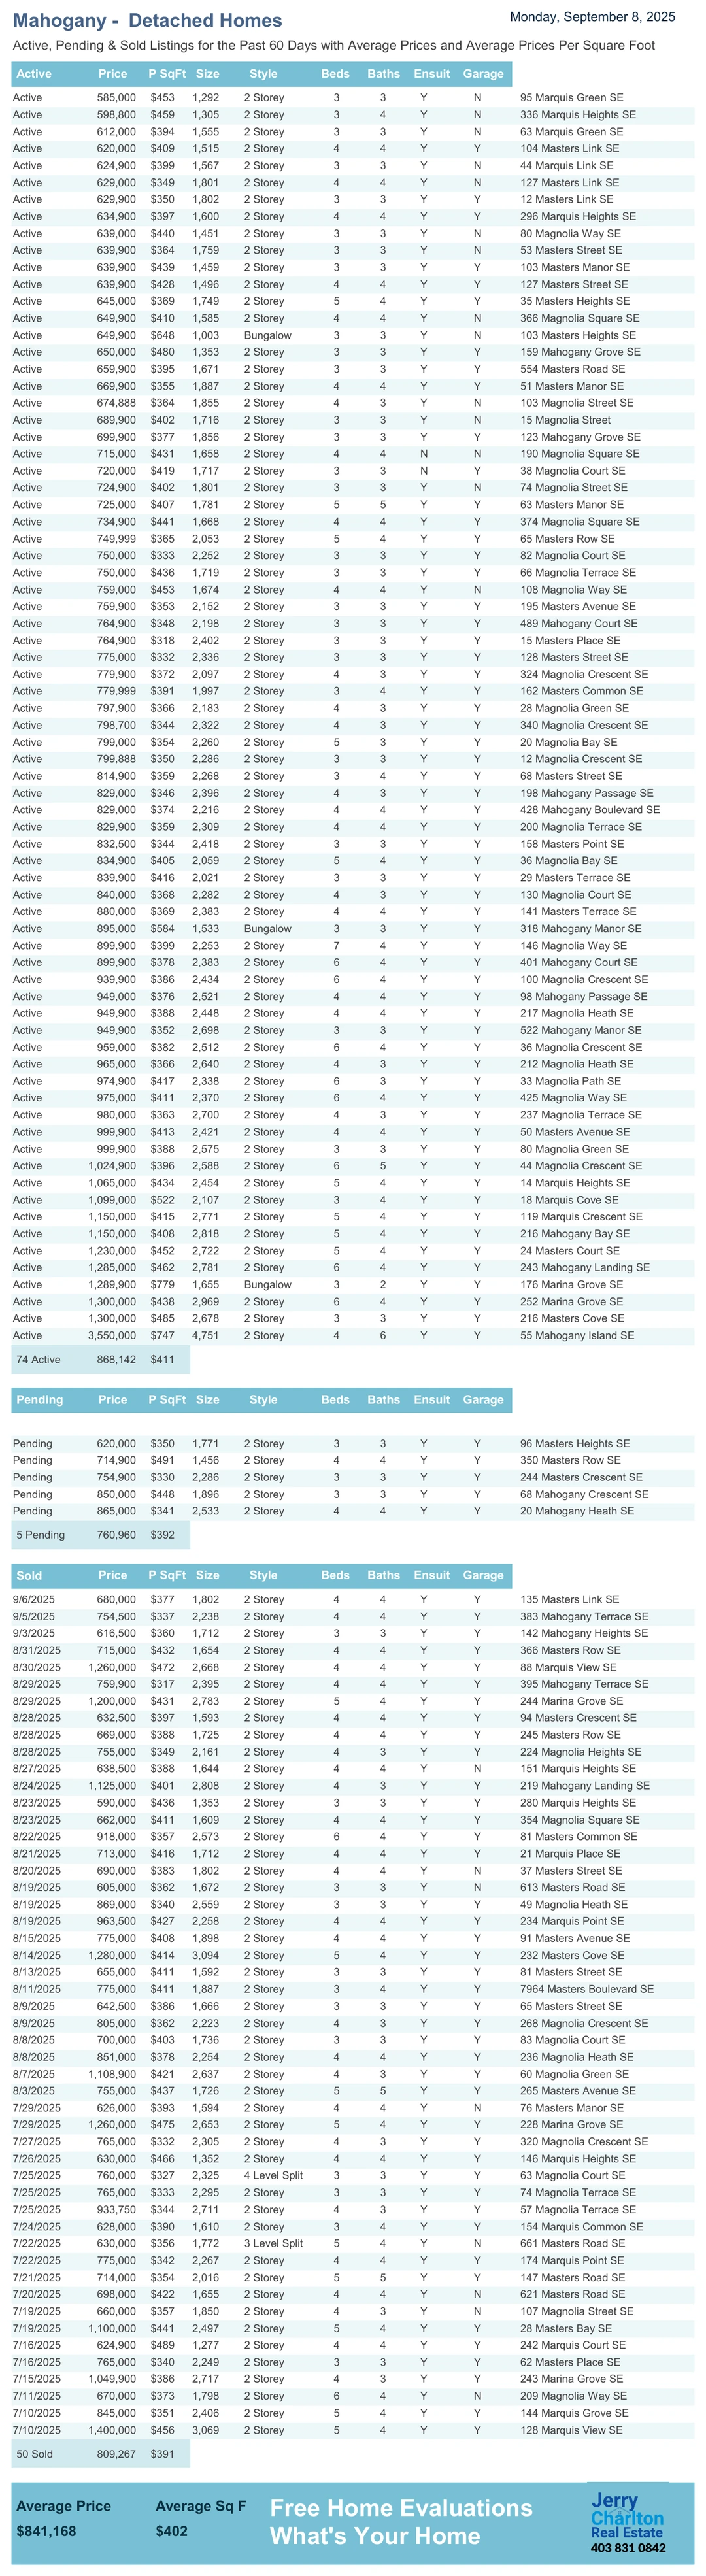 Mahogany - Detached Homes
Monday, September 8, 2025
Active, Pending & Sold Listings for the Past 60 Days with Average Prices and Average Prices Per Square Foot
Active Price P SqFt Size Style Beds Baths Ensuit Garage
Active 585,000 $453 1,292 2 Storey 3 3 Y N 95 Marquis Green SE
Active 598,800 $459 1,305 2 Storey 3 4 Y N 336 Marquis Heights SE
Active 612,000 $394 1,555 2 Storey 3 3 Y N 63 Marquis Green SE
Active 620,000 $409 1,515 2 Storey 4 4 Y Y 104 Masters Link SE
Active 624,900 $399 1,567 2 Storey 3 3 Y N 44 Marquis Link SE
Active 629,000 $349 1,801 2 Storey 4 4 Y N 127 Masters Link SE
Active 629,900 $350 1,802 2 Storey 3 3 Y Y 12 Masters Link SE
Active 634,900 $397 1,600 2 Storey 4 4 Y Y 296 Marquis Heights SE
Active 639,000 $440 1,451 2 Storey 3 3 Y N 80 Magnolia Way SE
Active 639,900 $364 1,759 2 Storey 3 3 Y N 53 Masters Street SE
Active 639,900 $439 1,459 2 Storey 3 3 Y Y 103 Masters Manor SE
Active 639,900 $428 1,496 2 Storey 4 4 Y Y 127 Masters Street SE
Active 645,000 $369 1,749 2 Storey 5 4 Y Y 35 Masters Heights SE
Active 649,900 $410 1,585 2 Storey 4 4 Y N 366 Magnolia Square SE
Active 649,900 $648 1,003 Bungalow 3 3 Y N 103 Masters Heights SE
Active 650,000 $480 1,353 2 Storey 3 3 Y Y 159 Mahogany Grove SE
Active 659,900 $395 1,671 2 Storey 3 3 Y Y 554 Masters Road SE
Active 669,900 $355 1,887 2 Storey 4 4 Y Y 51 Masters Manor SE
Active 674,888 $364 1,855 2 Storey 4 3 Y N 103 Magnolia Street SE
Active 689,900 $402 1,716 2 Storey 3 3 Y N 15 Magnolia Street
Active 699,900 $377 1,856 2 Storey 3 3 Y Y 123 Mahogany Grove SE
Active 715,000 $431 1,658 2 Storey 4 4 N N 190 Magnolia Square SE
Active 720,000 $419 1,717 2 Storey 3 3 N Y 38 Magnolia Court SE
Active 724,900 $402 1,801 2 Storey 3 3 Y N 74 Magnolia Street SE
Active 725,000 $407 1,781 2 Storey 5 5 Y Y 63 Masters Manor SE
Active 734,900 $441 1,668 2 Storey 4 4 Y Y 374 Magnolia Square SE
Active 749,999 $365 2,053 2 Storey 5 4 Y Y 65 Masters Row SE
Active 750,000 $333 2,252 2 Storey 3 3 Y Y 82 Magnolia Court SE
Active 750,000 $436 1,719 2 Storey 3 3 Y Y 66 Magnolia Terrace SE
Active 759,000 $453 1,674 2 Storey 4 4 Y N 108 Magnolia Way SE
Active 759,900 $353 2,152 2 Storey 3 3 Y Y 195 Masters Avenue SE
Active 764,900 $348 2,198 2 Storey 3 3 Y Y 489 Mahogany Court SE
Active 764,900 $318 2,402 2 Storey 3 3 Y Y 15 Masters Place SE
Active 775,000 $332 2,336 2 Storey 3 3 Y Y 128 Masters Street SE
Active 779,900 $372 2,097 2 Storey 4 3 Y Y 324 Magnolia Crescent SE
Active 779,999 $391 1,997 2 Storey 3 4 Y Y 162 Masters Common SE
Active 797,900 $366 2,183 2 Storey 4 3 Y Y 28 Magnolia Green SE
Active 798,700 $344 2,322 2 Storey 4 3 Y Y 340 Magnolia Crescent SE
Active 799,000 $354 2,260 2 Storey 5 3 Y Y 20 Magnolia Bay SE
Active 799,888 $350 2,286 2 Storey 3 3 Y Y 12 Magnolia Crescent SE
Active 814,900 $359 2,268 2 Storey 3 4 Y Y 68 Masters Street SE
Active 829,000 $346 2,396 2 Storey 4 3 Y Y 198 Mahogany Passage SE
Active 829,000 $374 2,216 2 Storey 4 4 Y Y 428 Mahogany Boulevard SE
Active 829,900 $359 2,309 2 Storey 4 4 Y Y 200 Magnolia Terrace SE
Active 832,500 $344 2,418 2 Storey 3 3 Y Y 158 Masters Point SE
Active 834,900 $405 2,059 2 Storey 5 4 Y Y 36 Magnolia Bay SE
Active 839,900 $416 2,021 2 Storey 3 3 Y Y 29 Masters Terrace SE
Active 840,000 $368 2,282 2 Storey 4 3 Y Y 130 Magnolia Court SE
Active 880,000 $369 2,383 2 Storey 4 4 Y Y 141 Masters Terrace SE
Active 895,000 $584 1,533 Bungalow 3 3 Y Y 318 Mahogany Manor SE
Active 899,900 $399 2,253 2 Storey 7 4 Y Y 146 Magnolia Way SE
Active 899,900 $378 2,383 2 Storey 6 4 Y Y 401 Mahogany Court SE
Active 939,900 $386 2,434 2 Storey 6 4 Y Y 100 Magnolia Crescent SE
Active 949,000 $376 2,521 2 Storey 4 4 Y Y 98 Mahogany Passage SE
Active 949,900 $388 2,448 2 Storey 4 4 Y Y 217 Magnolia Heath SE
Active 949,900 $352 2,698 2 Storey 3 3 Y Y 522 Mahogany Manor SE
Active 959,000 $382 2,512 2 Storey 6 4 Y Y 36 Magnolia Crescent SE
Active 965,000 $366 2,640 2 Storey 4 3 Y Y 212 Magnolia Heath SE
Active 974,900 $417 2,338 2 Storey 6 3 Y Y 33 Magnolia Path SE
Active 975,000 $411 2,370 2 Storey 6 4 Y Y 425 Magnolia Way SE
Active 980,000 $363 2,700 2 Storey 4 3 Y Y 237 Magnolia Terrace SE
Active 999,900 $413 2,421 2 Storey 4 4 Y Y 50 Masters Avenue SE
Active 999,900 $388 2,575 2 Storey 3 3 Y Y 80 Magnolia Green SE
Active 1,024,900 $396 2,588 2 Storey 6 5 Y Y 44 Magnolia Crescent SE
Active 1,065,000 $434 2,454 2 Storey 5 4 Y Y 14 Marquis Heights SE
Active 1,099,000 $522 2,107 2 Storey 3 4 Y Y 18 Marquis Cove SE
Active 1,150,000 $415 2,771 2 Storey 5 4 Y Y 119 Marquis Crescent SE
Active 1,150,000 $408 2,818 2 Storey 5 4 Y Y 216 Mahogany Bay SE
Active 1,230,000 $452 2,722 2 Storey 5 4 Y Y 24 Masters Court SE
Active 1,285,000 $462 2,781 2 Storey 6 4 Y Y 243 Mahogany Landing SE
Active 1,289,900 $779 1,655 Bungalow 3 2 Y Y 176 Marina Grove SE
Active 1,300,000 $438 2,969 2 Storey 6 4 Y Y 252 Marina Grove SE
Active 1,300,000 $485 2,678 2 Storey 3 3 Y Y 216 Masters Cove SE
Active 3,550,000 $747 4,751 2 Storey 4 6 Y Y 55 Mahogany Island SE
74 Active 868,142 $411
Pending Price P SqFt Size Style Beds Baths Ensuit Garage
Pending 620,000 $350 1,771 2 Storey 3 3 Y Y 96 Masters Heights SE
Pending 714,900 $491 1,456 2 Storey 4 4 Y Y 350 Masters Row SE
Pending 754,900 $330 2,286 2 Storey 3 3 Y Y 244 Masters Crescent SE
Pending 850,000 $448 1,896 2 Storey 3 3 Y Y 68 Mahogany Crescent SE
Pending 865,000 $341 2,533 2 Storey 4 4 Y Y 20 Mahogany Heath SE
5 Pending 760,960 $392
Sold Price P SqFt Size Style Beds Baths Ensuit Garage
9/6/2025 680,000 $377 1,802 2 Storey 4 4 Y Y 135 Masters Link SE
9/5/2025 754,500 $337 2,238 2 Storey 4 4 Y Y 383 Mahogany Terrace SE
9/3/2025 616,500 $360 1,712 2 Storey 3 3 Y Y 142 Mahogany Heights SE
8/31/2025 715,000 $432 1,654 2 Storey 4 4 Y Y 366 Masters Row SE
8/30/2025 1,260,000 $472 2,668 2 Storey 4 4 Y Y 88 Marquis View SE
8/29/2025 759,900 $317 2,395 2 Storey 4 4 Y Y 395 Mahogany Terrace SE
8/29/2025 1,200,000 $431 2,783 2 Storey 5 4 Y Y 244 Marina Grove SE
8/28/2025 632,500 $397 1,593 2 Storey 4 4 Y Y 94 Masters Crescent SE
8/28/2025 669,000 $388 1,725 2 Storey 4 4 Y Y 245 Masters Row SE
8/28/2025 755,000 $349 2,161 2 Storey 4 3 Y Y 224 Magnolia Heights SE
8/27/2025 638,500 $388 1,644 2 Storey 4 4 Y N 151 Marquis Heights SE
8/24/2025 1,125,000 $401 2,808 2 Storey 4 3 Y Y 219 Mahogany Landing SE
8/23/2025 590,000 $436 1,353 2 Storey 3 3 Y Y 280 Marquis Heights SE
8/23/2025 662,000 $411 1,609 2 Storey 4 4 Y Y 354 Magnolia Square SE
8/22/2025 918,000 $357 2,573 2 Storey 6 4 Y Y 81 Masters Common SE
8/21/2025 713,000 $416 1,712 2 Storey 4 4 Y Y 21 Marquis Place SE
8/20/2025 690,000 $383 1,802 2 Storey 4 4 Y N 37 Masters Street SE
8/19/2025 605,000 $362 1,672 2 Storey 3 3 Y N 613 Masters Road SE
8/19/2025 869,000 $340 2,559 2 Storey 3 3 Y Y 49 Magnolia Heath SE
8/19/2025 963,500 $427 2,258 2 Storey 4 4 Y Y 234 Marquis Point SE
8/15/2025 775,000 $408 1,898 2 Storey 4 4 Y Y 91 Masters Avenue SE
8/14/2025 1,280,000 $414 3,094 2 Storey 5 4 Y Y 232 Masters Cove SE
8/13/2025 655,000 $411 1,592 2 Storey 3 3 Y Y 81 Masters Street SE
8/11/2025 775,000 $411 1,887 2 Storey 3 4 Y Y 7964 Masters Boulevard SE
8/9/2025 642,500 $386 1,666 2 Storey 3 3 Y Y 65 Masters Street SE
8/9/2025 805,000 $362 2,223 2 Storey 4 3 Y Y 268 Magnolia Crescent SE
8/8/2025 700,000 $403 1,736 2 Storey 3 3 Y Y 83 Magnolia Court SE
8/8/2025 851,000 $378 2,254 2 Storey 4 4 Y Y 236 Magnolia Heath SE
8/7/2025 1,108,900 $421 2,637 2 Storey 4 3 Y Y 60 Magnolia Green SE
8/3/2025 755,000 $437 1,726 2 Storey 5 5 Y Y 265 Masters Avenue SE
7/29/2025 626,000 $393 1,594 2 Storey 4 4 Y N 76 Masters Manor SE
7/29/2025 1,260,000 $475 2,653 2 Storey 5 4 Y Y 228 Marina Grove SE
7/27/2025 765,000 $332 2,305 2 Storey 4 3 Y Y 320 Magnolia Crescent SE
7/26/2025 630,000 $466 1,352 2 Storey 4 4 Y Y 146 Marquis Heights SE
7/25/2025 760,000 $327 2,325 4 Level Split 3 3 Y Y 63 Magnolia Court SE
7/25/2025 765,000 $333 2,295 2 Storey 3 3 Y Y 74 Magnolia Terrace SE
7/25/2025 933,750 $344 2,711 2 Storey 4 3 Y Y 57 Magnolia Terrace SE
7/24/2025 628,000 $390 1,610 2 Storey 3 4 Y Y 154 Marquis Common SE
7/22/2025 630,000 $356 1,772 3 Level Split 5 4 Y N 661 Masters Road SE
7/22/2025 775,000 $342 2,267 2 Storey 4 4 Y Y 174 Marquis Point SE
7/21/2025 714,000 $354 2,016 2 Storey 5 5 Y Y 147 Masters Road SE
7/20/2025 698,000 $422 1,655 2 Storey 4 4 Y N 621 Masters Road SE
7/19/2025 660,000 $357 1,850 2 Storey 4 3 Y N 107 Magnolia Street SE
7/19/2025 1,100,000 $441 2,497 2 Storey 5 4 Y Y 28 Masters Bay SE
7/16/2025 624,900 $489 1,277 2 Storey 4 4 Y Y 242 Marquis Court SE
7/16/2025 765,000 $340 2,249 2 Storey 3 3 Y Y 62 Masters Place SE
7/15/2025 1,049,900 $386 2,717 2 Storey 4 3 Y Y 243 Marina Grove SE
7/11/2025 670,000 $373 1,798 2 Storey 6 4 Y N 209 Magnolia Way SE
7/10/2025 845,000 $351 2,406 2 Storey 5 4 Y Y 144 Marquis Grove SE
7/10/2025 1,400,000 $456 3,069 2 Storey 5 4 Y Y 128 Marquis View SE
50 Sold 809,267 $391
Average Price Average Sq F
$841,168 $402
Free Home Evaluations
What's Your Home
Jerry
Charlton
Real Estate
403 831 0842